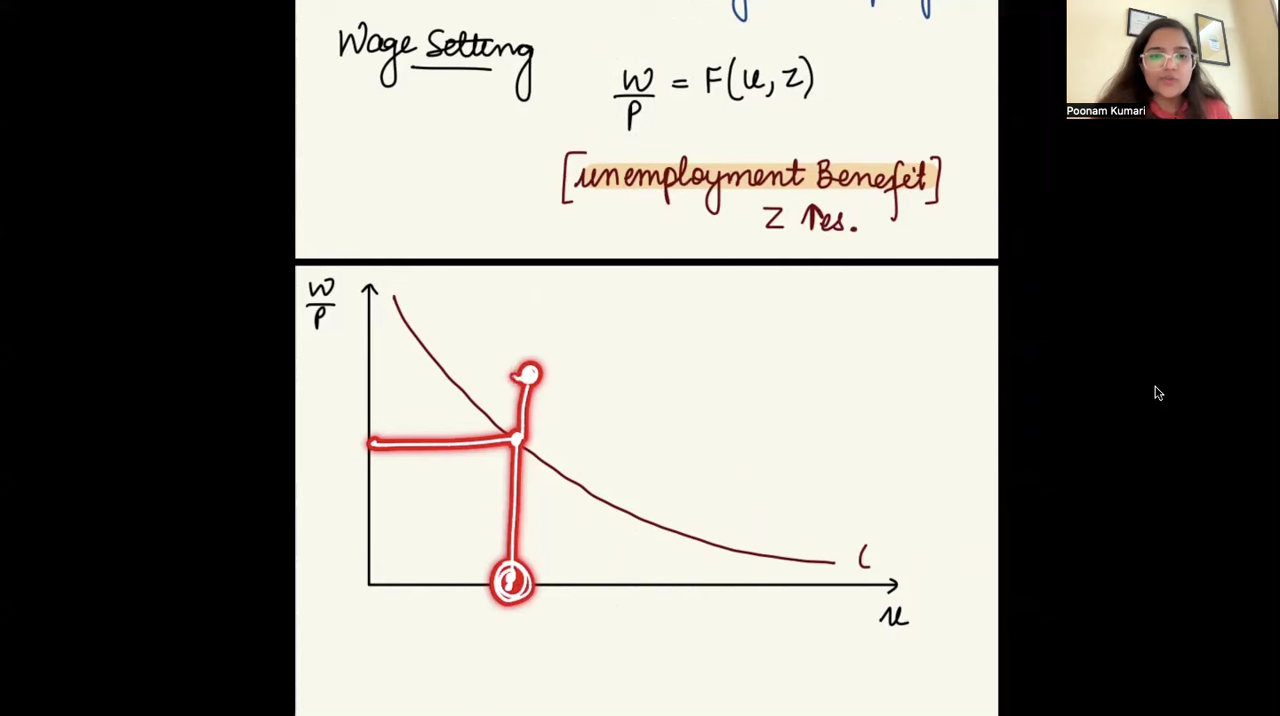 Wage Setting
W/P = F(u, z)
[unemployment Benefit]
Z ↑es.
W/P
(
u
Poonam Kumari